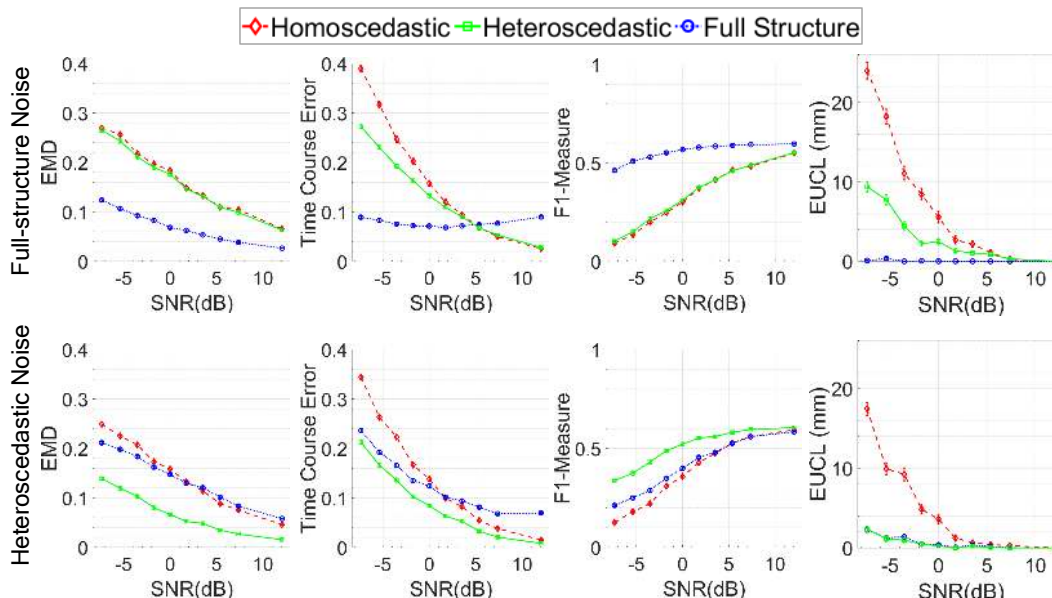 Homoscedastic Heteroscedastic Full Structure
Full-structure Noise
EMD
0.4
0.3
0.2
0.1
0
-5 0 5 10
SNR(dB)
Time Course Error
0.4
0.3
0.2
0.1
0
-5 0 5 10
SNR(dB)
F1-Measure
1
0.5
0
-5 0 5 10
SNR(dB)
EUCL (mm)
20
10
0
-5 0 5 10
SNR(dB)
Heteroscedastic Noise
EMD
0.4
0.3
0.2
0.1
0
-5 0 5 10
SNR(dB)
Time Course Error
0.4
0.3
0.2
0.1
0
-5 0 5 10
SNR(dB)
F1-Measure
1
0.5
0
-5 0 5 10
SNR(dB)
EUCL (mm)
20
10
0
-5 0 5 10
SNR(dB)